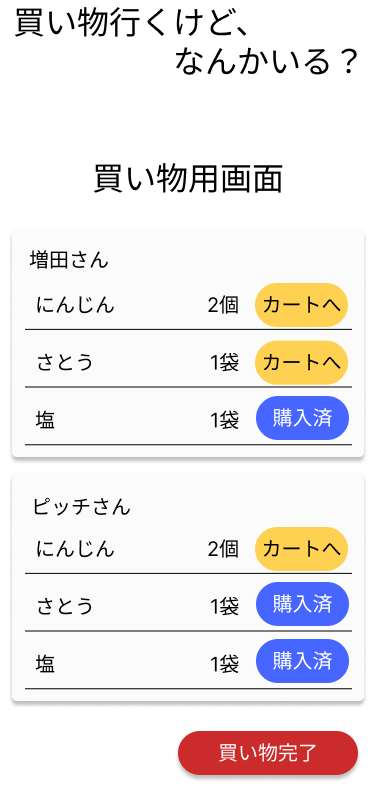 買い物行くけど、
なんかいる？
買い物用画面
増田さん
にんじん 2個 カートへ
さとう 1袋 カートへ
塩 1袋 購入済
ピッチさん
にんじん 2個 カートへ
さとう 1袋 購入済
塩 1袋 購入済
買い物完了